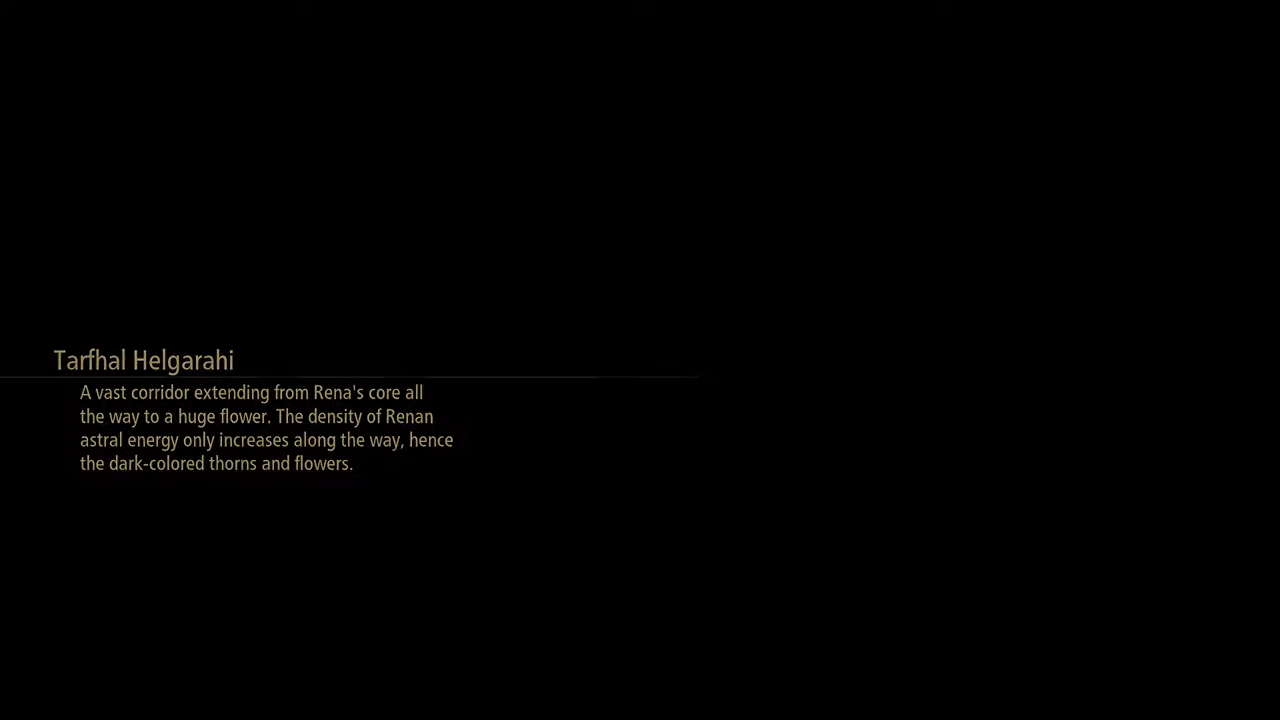 Tarfhal Helgarahi
A vast corridor extending from Rena's core all
the way to a huge flower. The density of Renan
astral energy only increases along the way, hence
the dark-colored thorns and flowers.